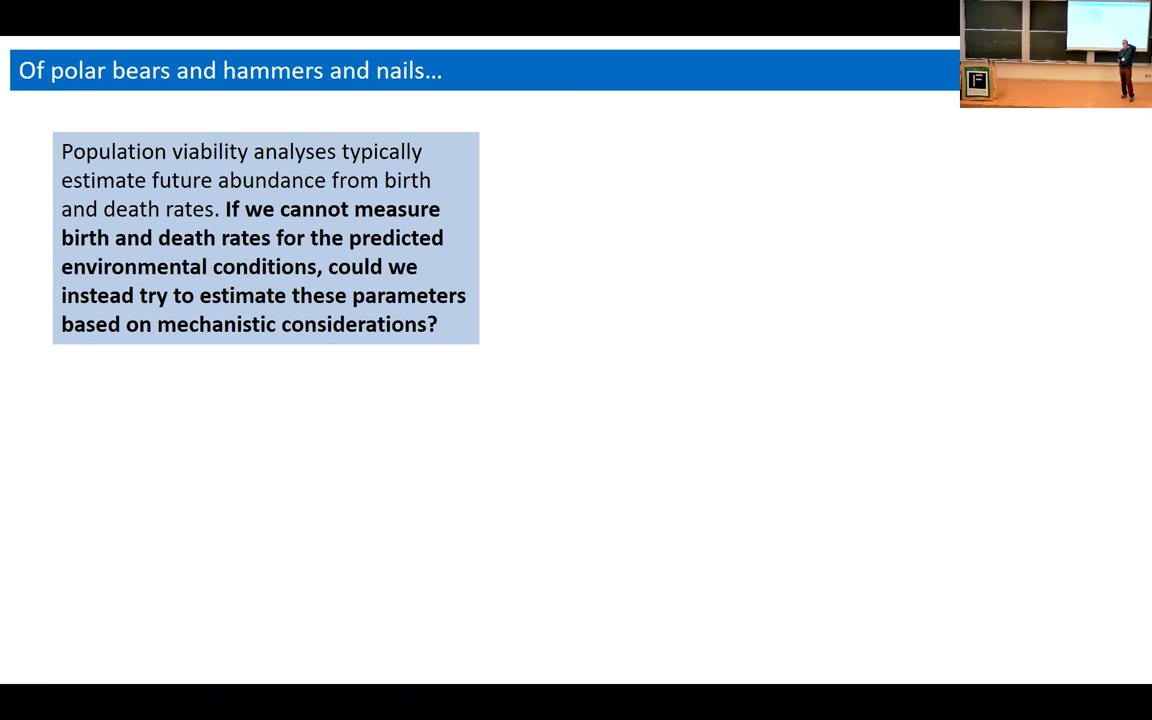 Of polar bears and hammers and nails...
Population viability analyses typically
estimate future abundance from birth
and death rates. If we cannot measure
birth and death rates for the predicted
environmental conditions, could we
instead try to estimate these parameters
based on mechanistic considerations?